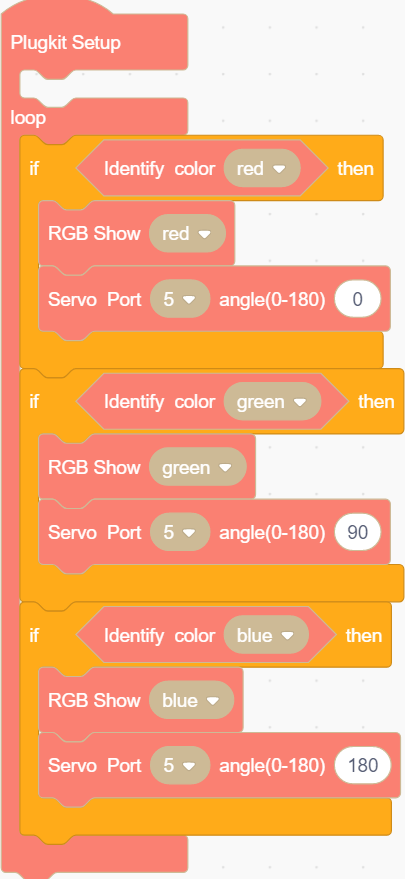 Plugkit Setup
loop
if Identify color red then
RGB Show red
Servo Port 5 angle(0-180) 0
if Identify color green then
RGB Show green
Servo Port 5 angle(0-180) 90
if Identify color blue then
RGB Show blue
Servo Port 5 angle(0-180) 180